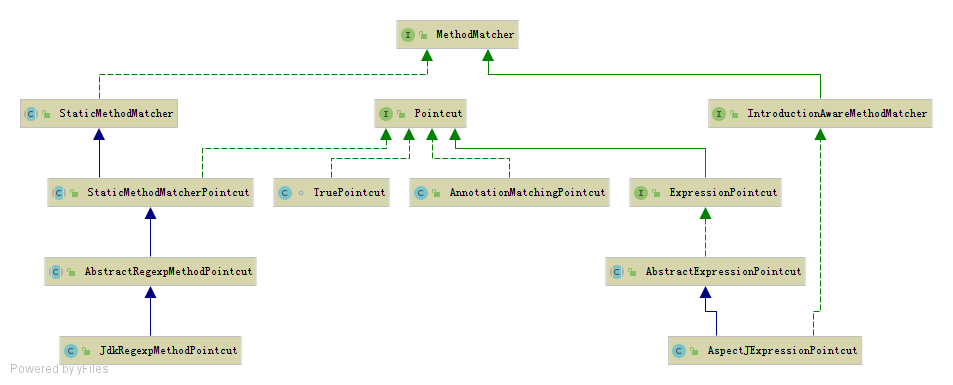 MethodMatcher
StaticMethodMatcher
Pointcut
IntroductionAwareMethodMatcher
StaticMethodMatcherPointcut
TruePointcut
AnnotationMatchingPointcut
ExpressionPointcut
AbstractRegexpMethodPointcut
AbstractExpressionPointcut
JdkRegexpMethodPointcut
AspectJExpressionPointcut
Powered by yFiles